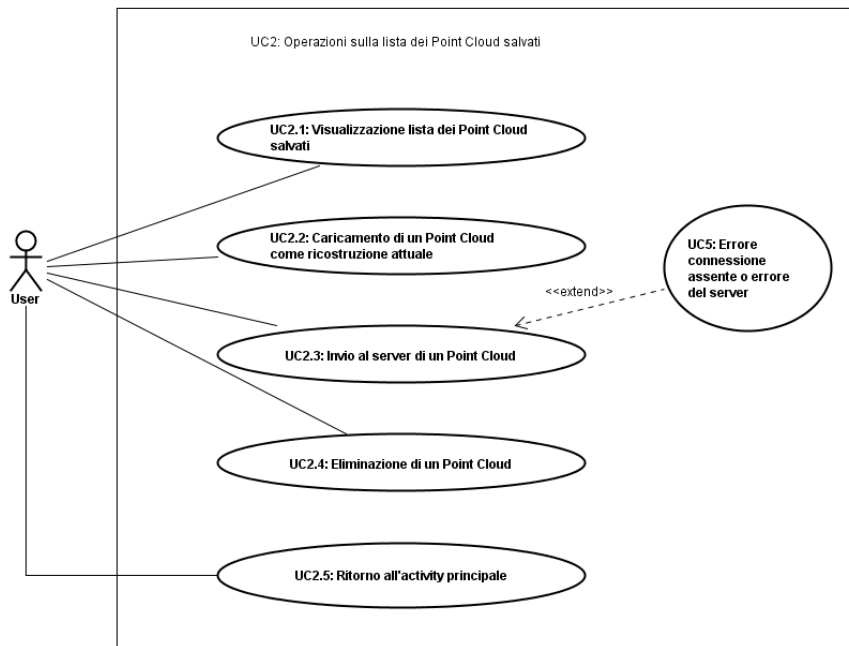 UC2: Operazioni sulla lista dei Point Cloud salvati
UC2.1: Visualizzazione lista dei Point Cloud
salvati
UC2.2: Caricamento di un Point Cloud
come ricostruzione attuale
UC5: Errore
connessione
assente o errore
del server
<<extend>>
User
UC2.3: Invio al server di un Point Cloud
UC2.4: Eliminazione di un Point Cloud
UC2.5: Ritorno all'activity principale